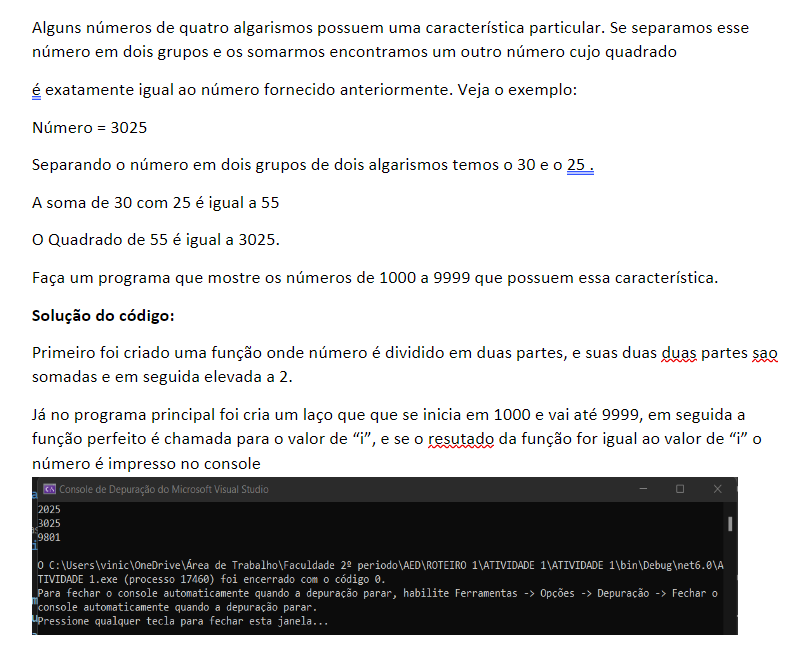 Alguns números de quatro algarismos possuem uma característica particular. Se separamos esse
número em dois grupos e os somarmos encontramos um outro número cujo quadrado
é exatamente igual ao número fornecido anteriormente. Veja o exemplo:
Número = 3025
Separando o número em dois grupos de dois algarismos temos o 30 e o 25 .
A soma de 30 com 25 é igual a 55
O Quadrado de 55 é igual a 3025.
Faça um programa que mostre os números de 1000 a 9999 que possuem essa característica.
Solução do código:
Primeiro foi criado uma função onde número é dividido em duas partes, e suas duas duas partes sao
somadas e em seguida elevada a 2.
Já no programa principal foi cria um laço que que se inicia em 1000 e vai até 9999, em seguida a
função perfeito é chamada para o valor de “i”, e se o resutado da função for igual ao valor de “i” o
número é impresso no console
Console de Depuração do Microsoft Visual Studio
2025
3025
9801
O C:\Users\vinic\OneDrive\Área de Trabalho\Faculdade 2º periodo\AED\ROTEIRO 1\ATIVIDADE 1\ATIVIDADE 1\bin\Debug\net6.0\A
TIVIDADE 1.exe (processo 17460) foi encerrado com o código 0.
Para fechar o console automaticamente quando a depuração parar, habilite Ferramentas -> Opções -> Depuração -> Fechar o
console automaticamente quando a depuração parar.
Pressione qualquer tecla para fechar esta janela...